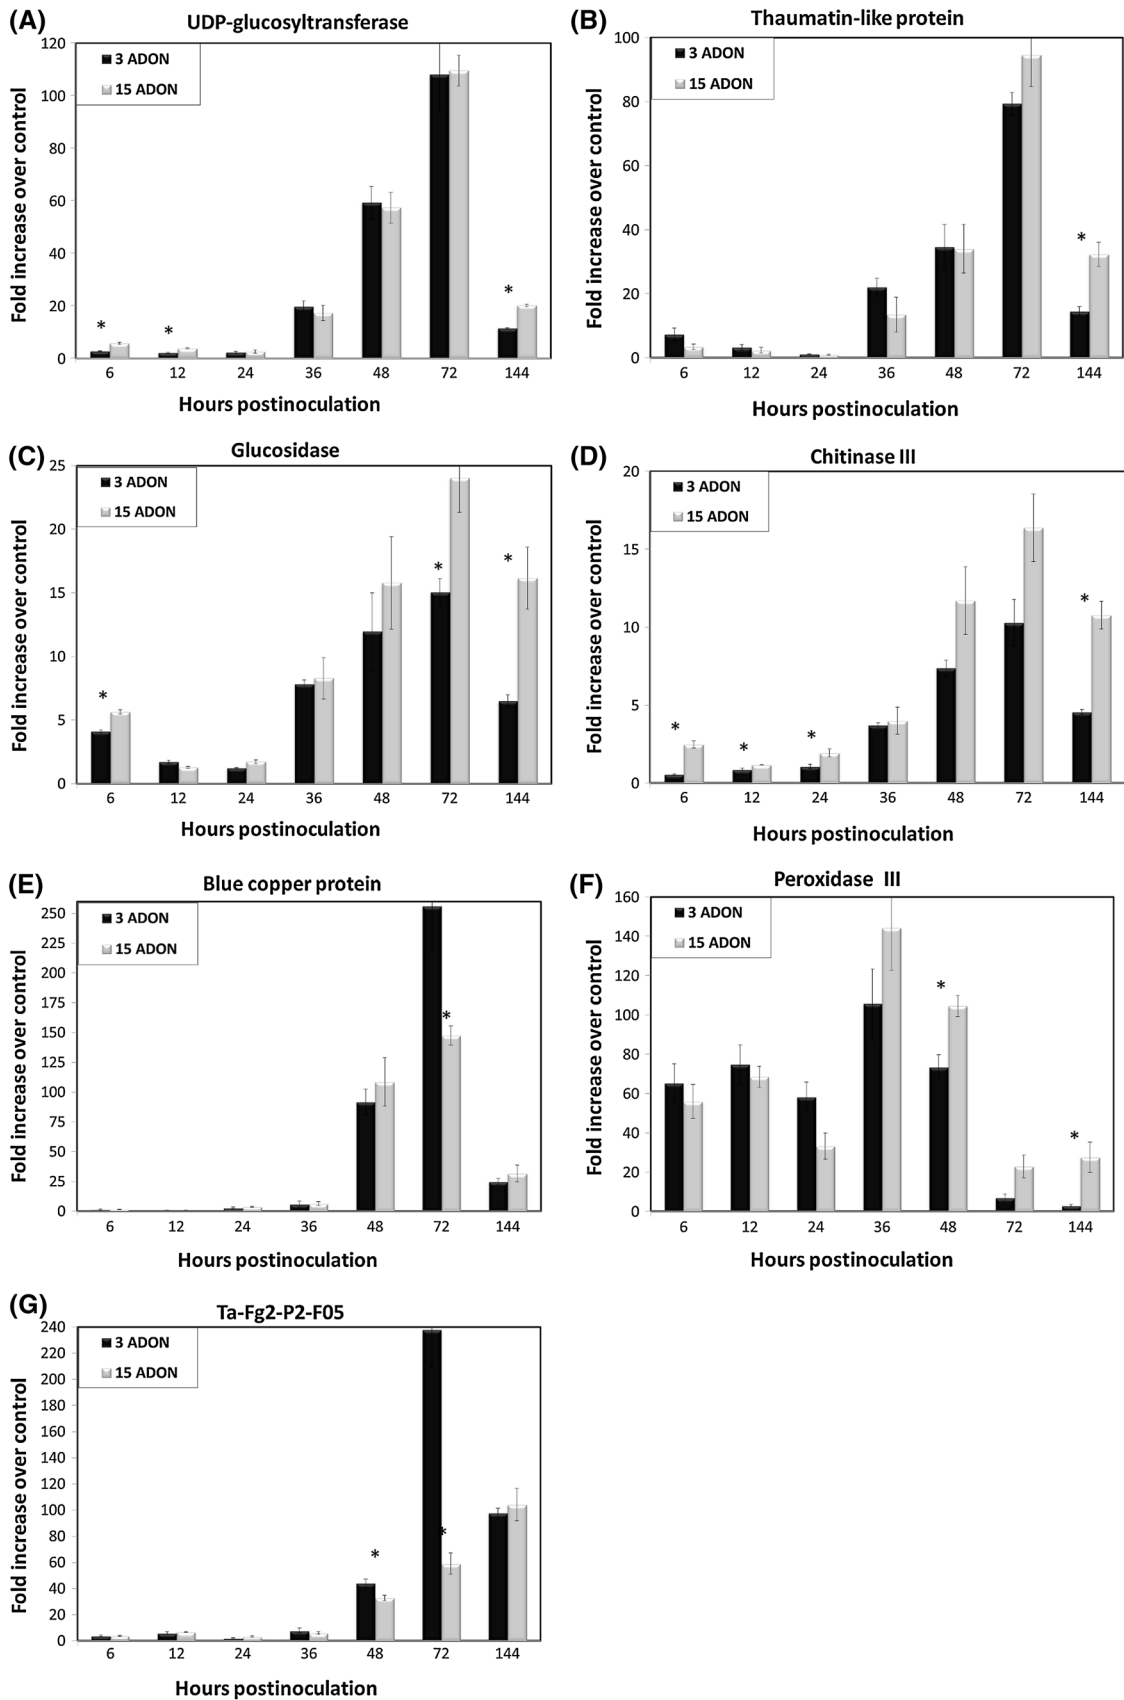 (A)
UDP-glucosyltransferase
3 ADON
15 ADON
Fold increase over control
120
100
80
60
40
20
0
*
*
*
6 12 24 36 48 72 144
Hours postinoculation
(B)
Thaumatin-like protein
3 ADON
15 ADON
Fold increase over control
100
80
60
40
20
0
*
6 12 24 36 48 72 144
Hours postinoculation
(C)
Glucosidase
3 ADON
15 ADON
Fold increase over control
25
20
15
10
5
0
*
*
*
6 12 24 36 48 72 144
Hours postinoculation
(D)
Chitinase III
3 ADON
15 ADON
Fold increase over control
20
15
10
5
0
*
*
*
*
6 12 24 36 48 72 144
Hours postinoculation
(E)
Blue copper protein
3 ADON
15 ADON
Fold increase over control
250
225
200
175
150
125
100
75
50
25
0
*
6 12 24 36 48 72 144
Hours postinoculation
(F)
Peroxidase III
3 ADON
15 ADON
Fold increase over control
160
140
120
100
80
60
40
20
0
*
*
6 12 24 36 48 72 144
Hours postinoculation
(G)
Ta-Fg2-P2-F05
3 ADON
15 ADON
Fold increase over control
240
220
200
180
160
140
120
100
80
60
40
20
0
*
*
6 12 24 36 48 72 144
Hours postinoculation